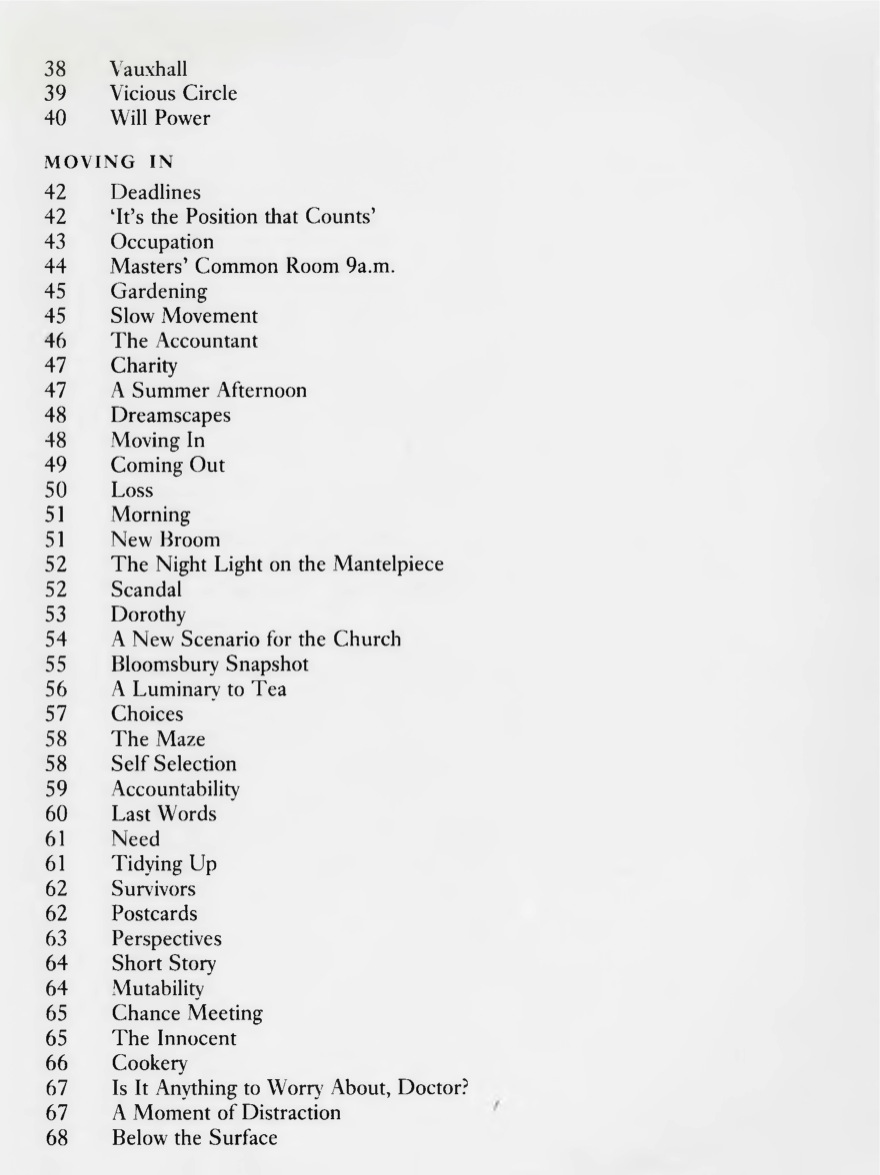 38 Vauxhall
39 Vicious Circle
40 Will Power
MOVING IN
42 Deadlines
42 ‘It’s the Position that Counts’
43 Occupation
44 Masters’ Common Room 9a.m.
45 Gardening
45 Slow Movement
46 The Accountant
47 Charity
47 A Summer Afternoon
48 Dreamscapes
48 Moving In
49 Coming Out
50 Loss
51 Morning
51 New Broom
52 The Night Light on the Mantelpiece
52 Scandal
53 Dorothy
54 A New Scenario for the Church
55 Bloomsbury Snapshot
56 A Luminary to Tea
57 Choices
58 The Maze
58 Self Selection
59 Accountability
60 Last Words
61 Need
61 Tidying Up
62 Survivors
62 Postcards
63 Perspectives
64 Short Story
64 Mutability
65 Chance Meeting
65 The Innocent
66 Cookery
67 Is It Anything to Worry About, Doctor?
67 A Moment of Distraction
68 Below the Surface